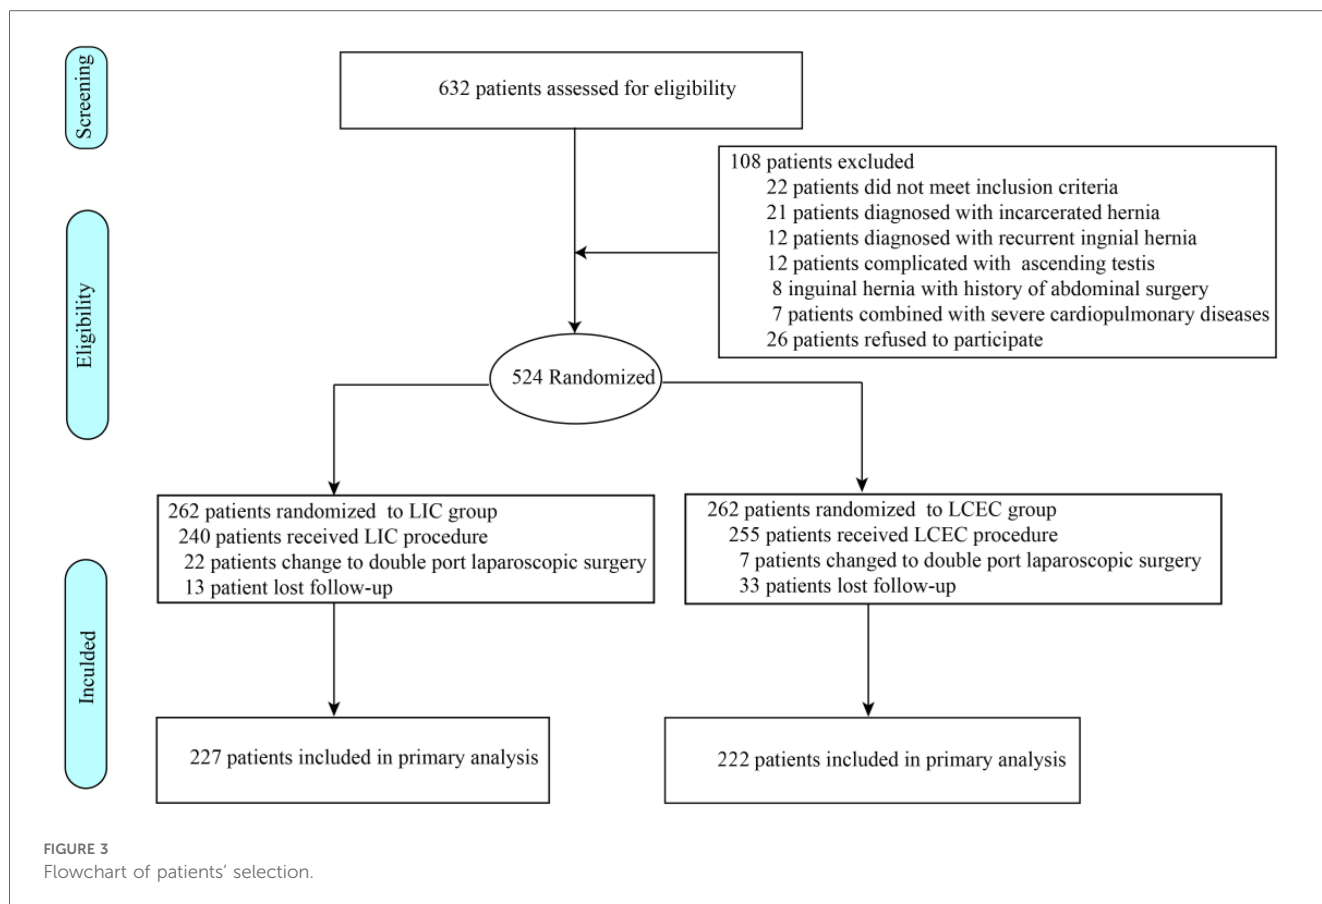 Screening
632 patients assessed for eligibility
108 patients excluded
22 patients did not meet inclusion criteria
21 patients diagnosed with incarcerated hernia
12 patients diagnosed with recurrent ingnial hernia
12 patients complicated with ascending testis
8 inguinal hernia with history of abdominal surgery
7 patients combined with severe cardiopulmonary diseases
26 patients refused to participate
Eligibility
524 Randomized
262 patients randomized to LIC group
240 patients received LIC procedure
22 patients change to double port laparoscopic surgery
13 patient lost follow-up
262 patients randomized to LCEC group
255 patients received LCEC procedure
7 patients changed to double port laparoscopic surgery
33 patients lost follow-up
Inculded
227 patients included in primary analysis
222 patients included in primary analysis
FIGURE 3
Flowchart of patients' selection.